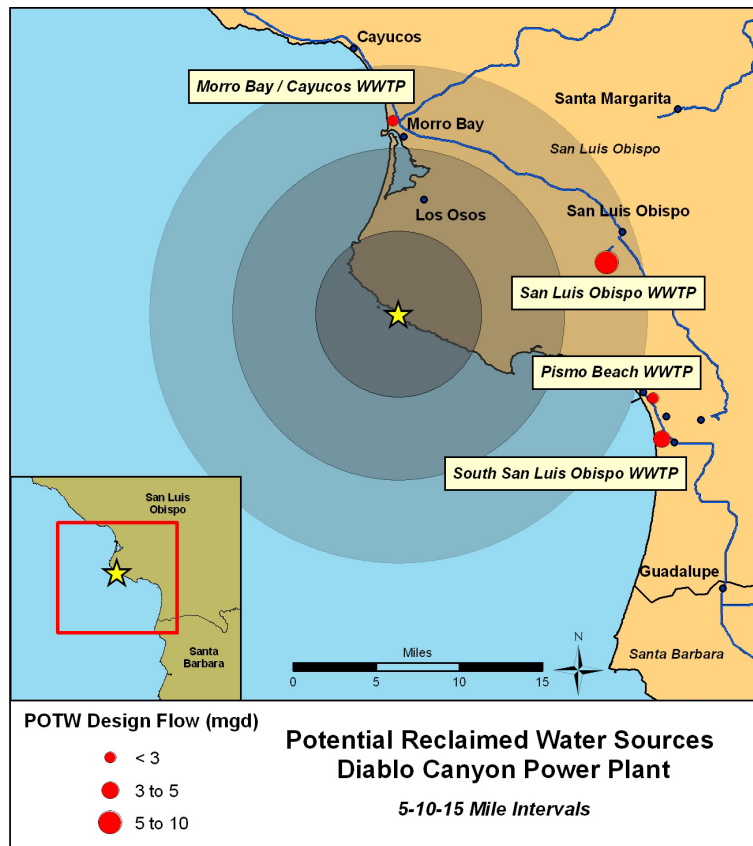 Cayucos
Morro Bay / Cayucos WWTP
Santa Margarita
Morro Bay
San Luis Obispo
Los Osos
San Luis Obispo
San Luis Obispo WWTP
Pismo Beach WWTP
South San Luis Obispo WWTP
San Luis
Obispo
Santa
Barbara
Guadalupe
Santa Barbara
Miles
0 5 10 15
N
POTW Design Flow (mgd)
< 3
3 to 5
5 to 10
Potential Reclaimed Water Sources
Diablo Canyon Power Plant
5-10-15 Mile Intervals